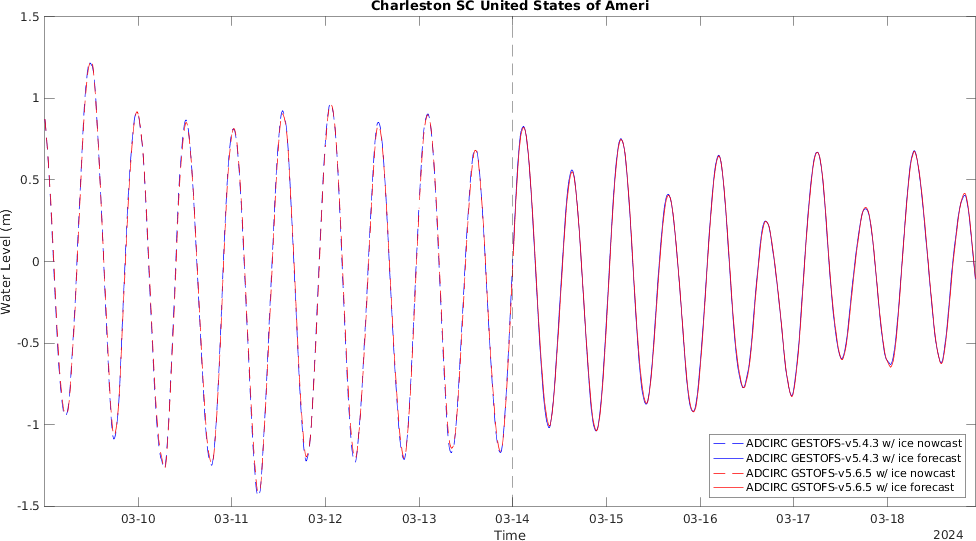 Charleston SC United States of Ameri
1.5
1
0.5
0
-0.5
-1
-1.5
Water Level (m)
03-10 03-11 03-12 03-13 03-14 03-15 03-16 03-17 03-18
Time
2024
ADCIRC GESTOFS-v5.4.3 w/ ice nowcast
ADCIRC GESTOFS-v5.4.3 w/ ice forecast
ADCIRC GSTOFS-v5.6.5 w/ ice nowcast
ADCIRC GSTOFS-v5.6.5 w/ ice forecast